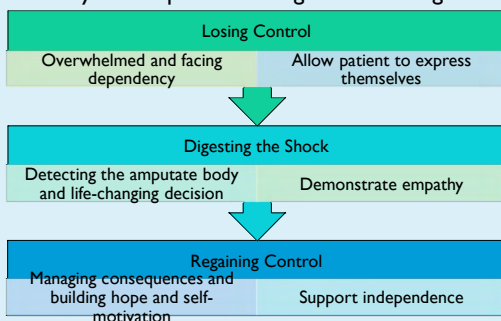 Losing Control
Overwhelmed and facing
dependency
Allow patient to express
themselves
Digesting the Shock
Detecting the amputate body
and life-changing decision
Demonstrate empathy
Regaining Control
Managing consequences and
building hope and self-
motivation
Support independence